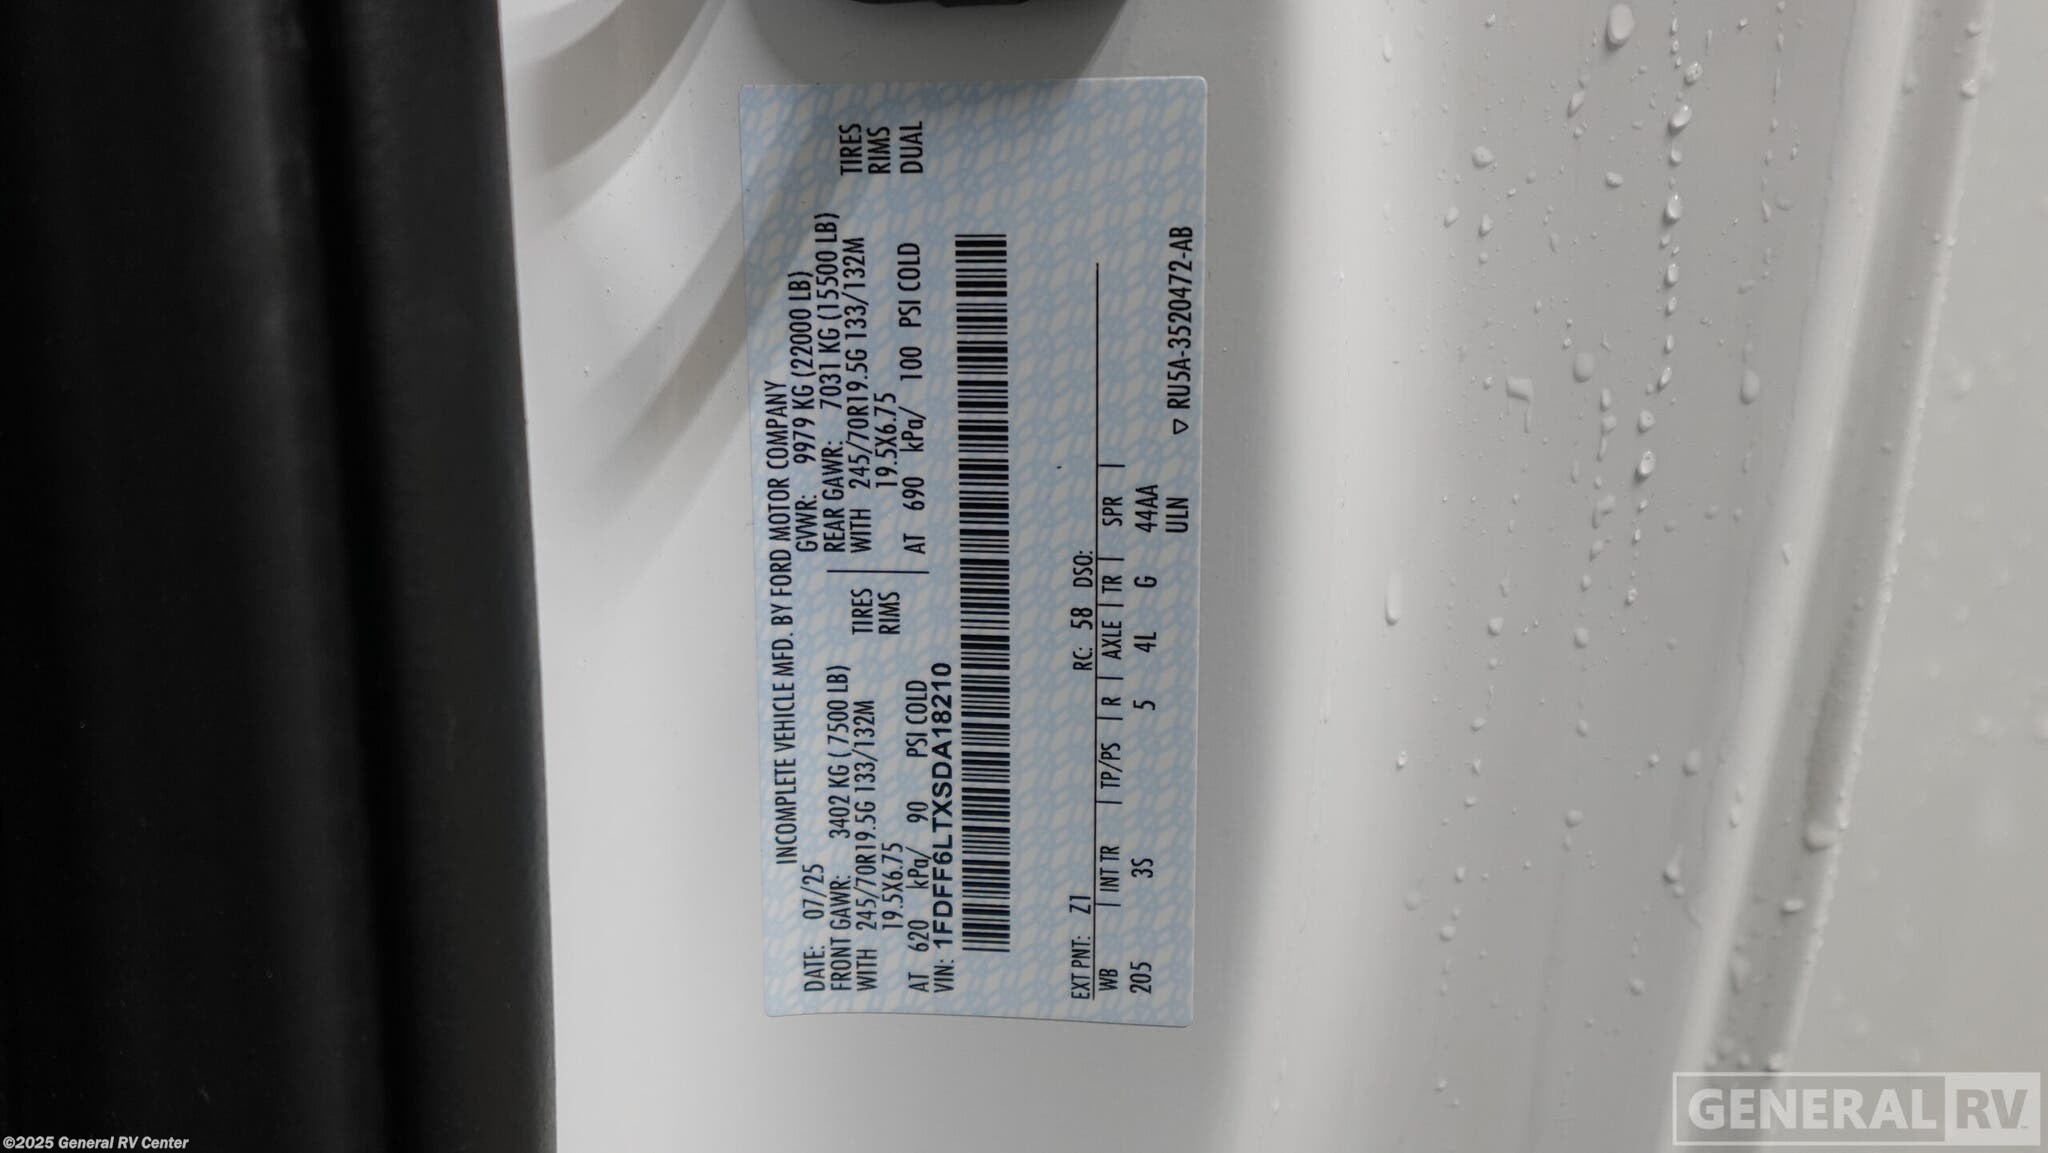 INCOMPLETE VEHICLE MFD. BY FORD MOTOR COMPANY
DATE: 07/25 GVWR: 9979 KG (22000 LB)
FRONT GAWR: 3402 KG ( 7500 LB) REAR GAWR: 7031 KG (15500 LB)
WITH 245/70R19.5G 133/132M TIRES WITH 245/70R19.5G 133/132M TIRES
19.5X6.75 RIMS 19.5X6.75 RIMS
AT 620 kPa/ 90 PSI COLD AT 690 kPa/ 100 PSI COLD DUAL
VIN: 1FDFF6LTXSDA18210
EXT PNT: Z1 RC: 58 DSO:
WB INT TR TP/PS R AXLE TR SPR
205 3S 5 4L G 44AA
ULN
▽ RU5A-3520472-AB
©2025 General RV Center
GENERAL RV